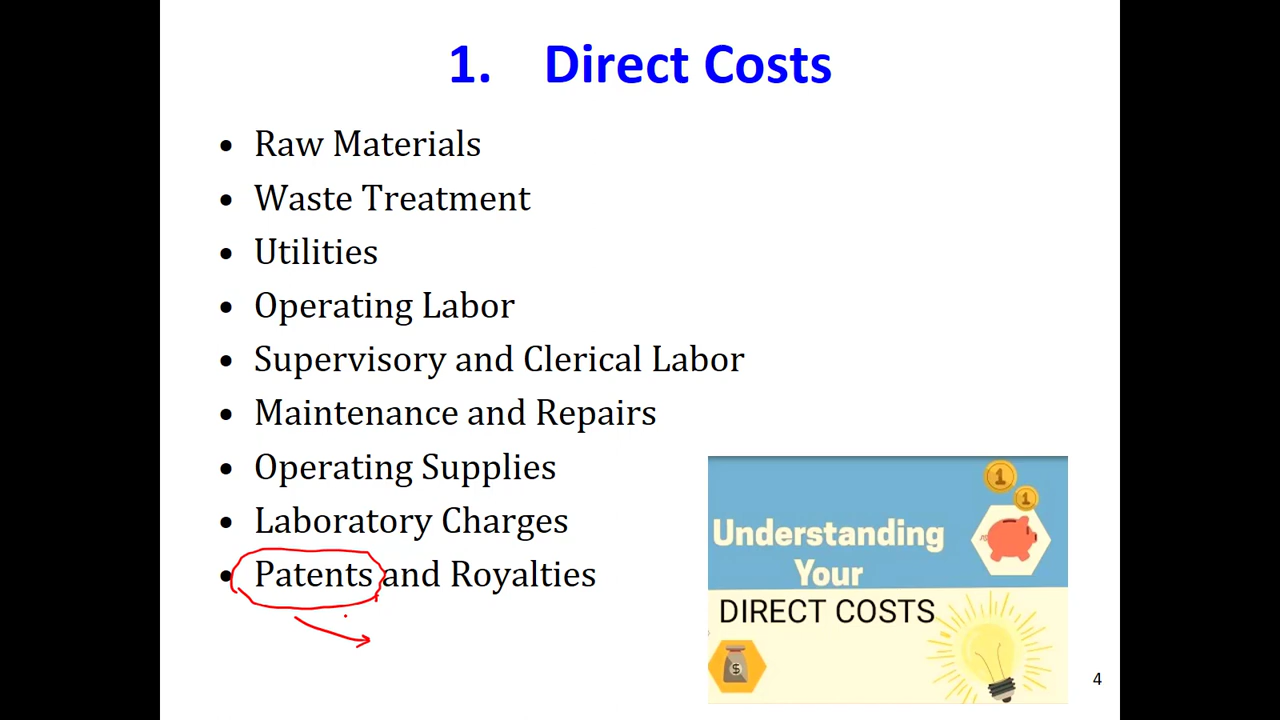 1. Direct Costs
• Raw Materials
• Waste Treatment
• Utilities
• Operating Labor
• Supervisory and Clerical Labor
• Maintenance and Repairs
• Operating Supplies
• Laboratory Charges
• Patents and Royalties
1
1
Understanding
Your
DIRECT COSTS
$
4